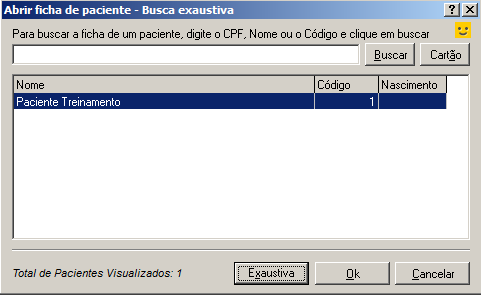 Abrir ficha de paciente - Busca exaustiva
Para buscar a ficha de um paciente, digite o CPF, Nome ou o Código e clique em buscar
Buscar Cartão
Nome Código Nascimento
Paciente Treinamento 1
Total de Pacientes Visualizados: 1 Exaustiva Ok Cancelar